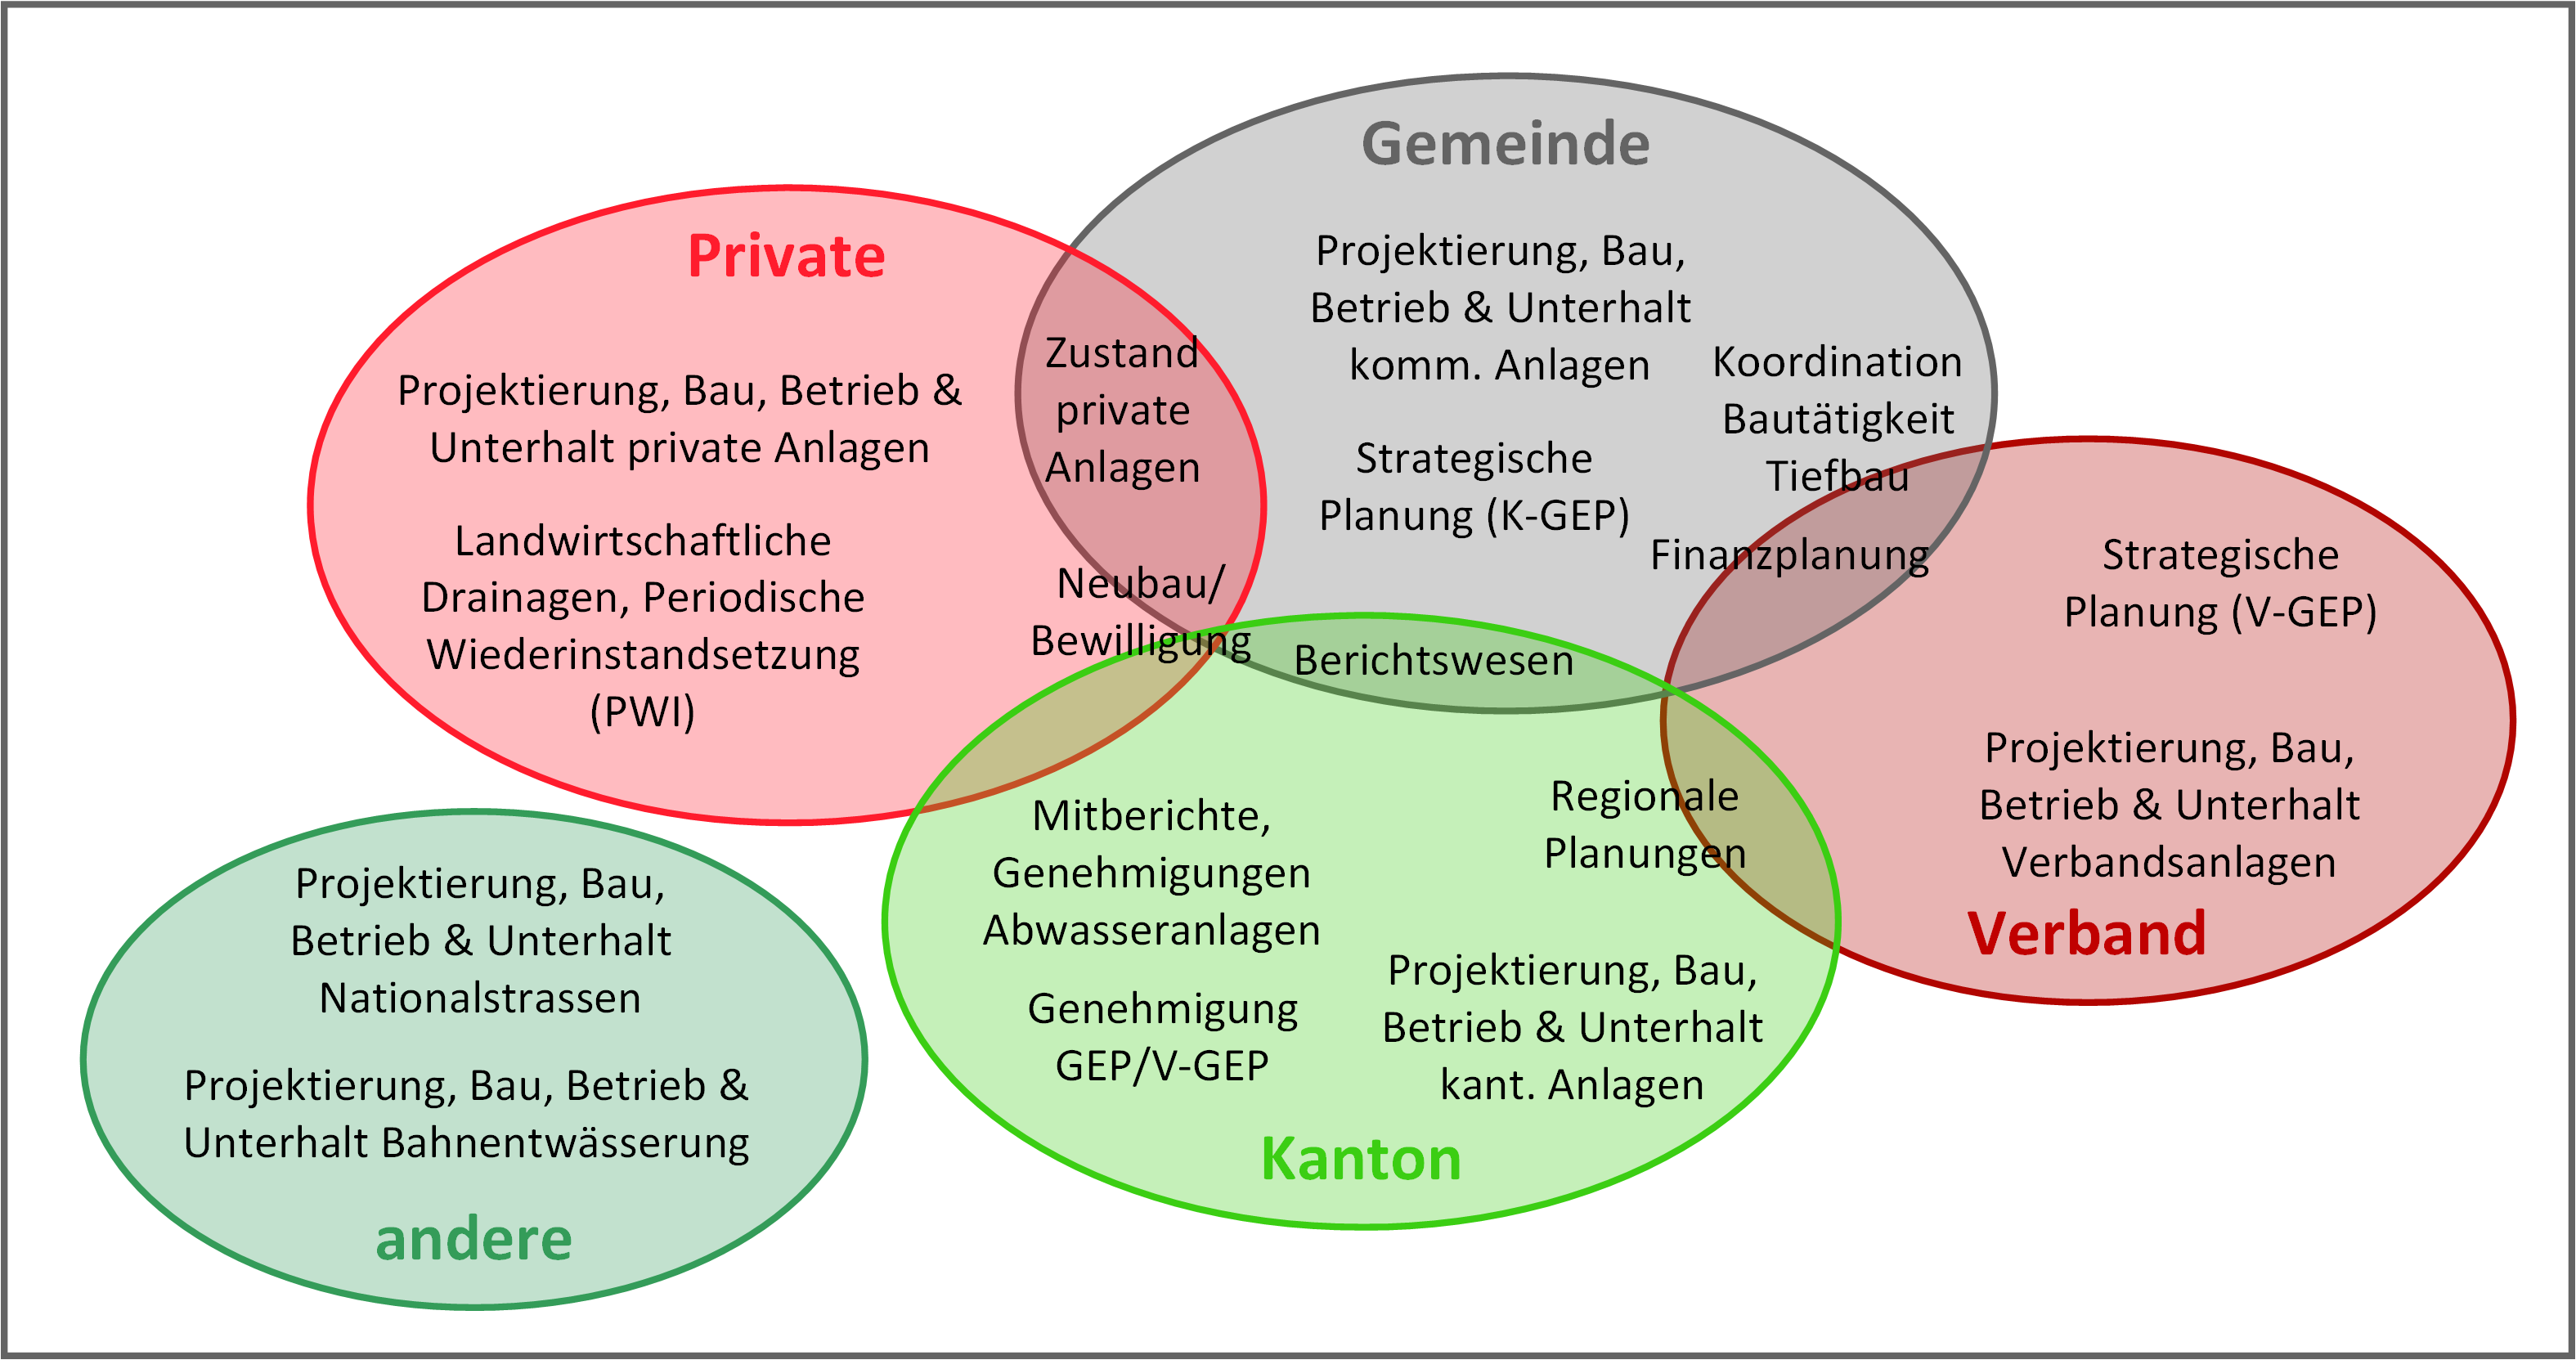 Gemeinde
Projektierung, Bau,
Betrieb & Unterhalt
komm. Anlagen
Strategische
Planung (K-GEP)
Koordination
Bautätigkeit
Tiefbau
Finanzplanung
Private
Projektierung, Bau, Betrieb &
Unterhalt private Anlagen
Landwirtschaftliche
Drainagen, Periodische
Wiederinstandsetzung
(PWI)
Zustand
private
Anlagen
Neubau/
Bewilligung
Berichtswesen
Strategische
Planung (V-GEP)
Projektierung, Bau,
Betrieb & Unterhalt
Verbandsanlagen
Verband
Mitberichte,
Genehmigungen
Abwasseranlagen
Genehmigung
GEP/V-GEP
Regionale
Planungen
Projektierung, Bau,
Betrieb & Unterhalt
kant. Anlagen
Kanton
Projektierung, Bau,
Betrieb & Unterhalt
Nationalstrassen
Projektierung, Bau, Betrieb &
Unterhalt Bahnentwässerung
andere